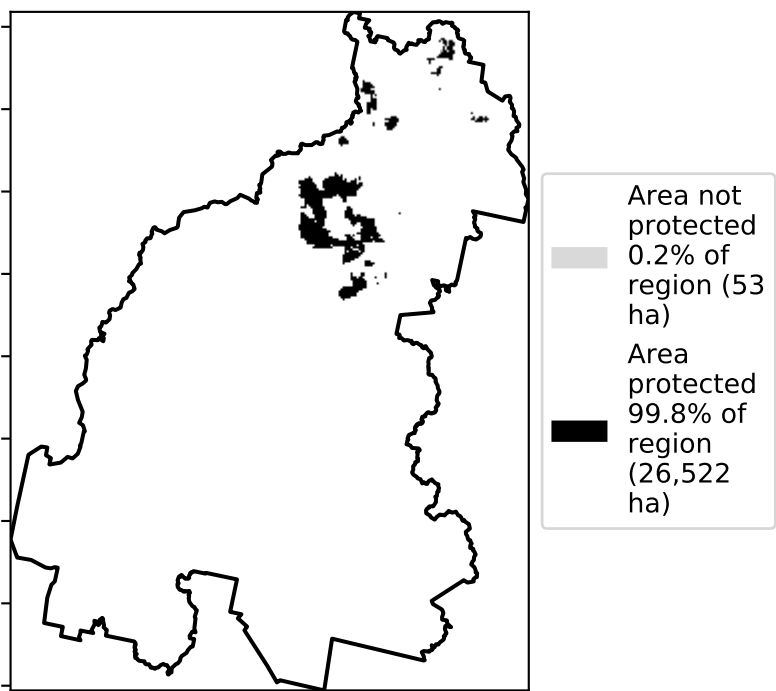 Area not
protected
0.2% of
region (53
ha)
Area
protected
99.8% of
region
(26,522
ha)